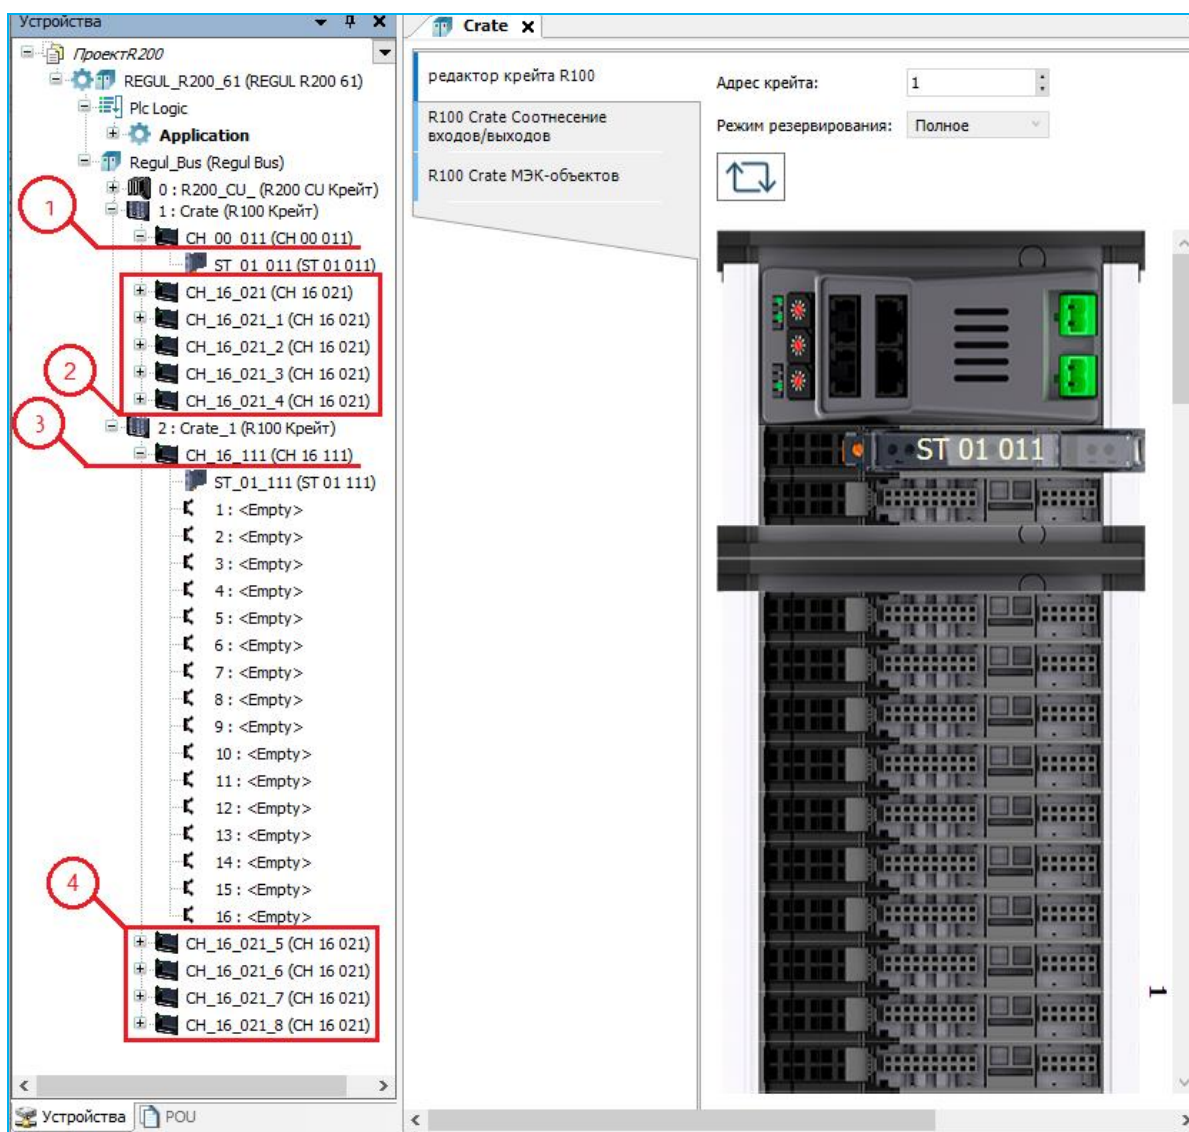 Устройства
ПроектR200
REGUL_R200_61 (REGUL R200 61)
Plc Logic
Application
Regul_Bus (Regul Bus)
0 : R200_CU_ (R200 CU Крейт)
1
1 : Crate (R100 Крейт)
CH_00_011 (CH 00 011)
ST_01_011 (ST 01 011)
CH_16_021 (CH 16 021)
CH_16_021_1 (CH 16 021)
CH_16_021_2 (CH 16 021)
2
CH_16_021_3 (CH 16 021)
CH_16_021_4 (CH 16 021)
3
2 : Crate_1 (R100 Крейт)
CH_16_111 (CH 16 111)
ST_01_111 (ST 01 111)
1 : <Empty>
2 : <Empty>
3 : <Empty>
4 : <Empty>
5 : <Empty>
6 : <Empty>
7 : <Empty>
8 : <Empty>
9 : <Empty>
10 : <Empty>
11 : <Empty>
12 : <Empty>
13 : <Empty>
14 : <Empty>
4
15 : <Empty>
16 : <Empty>
CH_16_021_5 (CH 16 021)
CH_16_021_6 (CH 16 021)
CH_16_021_7 (CH 16 021)
CH_16_021_8 (CH 16 021)
Устройства POU
Crate
редактор крейта R100
R100 Crate Соотнесение
входов/выходов
R100 Crate МЭК-объектов
Адрес крейта: 1
Режим резервирования: Полное
ST 01 011
1